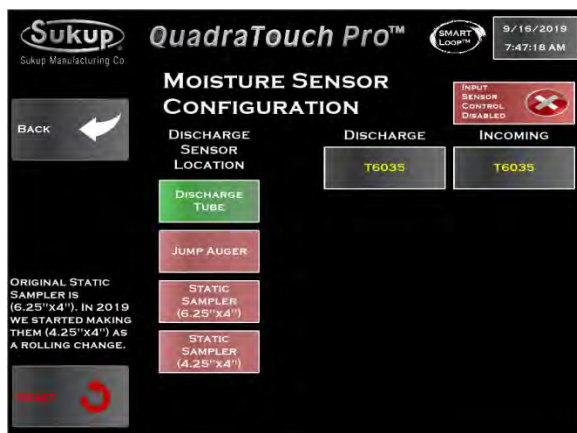 Sukup
Sukup Manufacturing Co
QuadraTouch Pro™
SMART
LOOP™
9/16/2019
7:47:18 AM
MOISTURE SENSOR
CONFIGURATION
INPUT
SENSOR
CONTROL
DISABLED
BACK
DISCHARGE
SENSOR
LOCATION
DISCHARGE
INCOMING
T6035
T6035
DISCHARGE
TUBE
JUMP AUGER
STATIC
SAMPLER
(6.25"X4")
STATIC
SAMPLER
(4.25"X4")
ORIGINAL STATIC
SAMPLER IS
(6.25"X4"). IN 2019
WE STARTED MAKING
THEM (4.25"X4") AS
A ROLLING CHANGE.
RESET